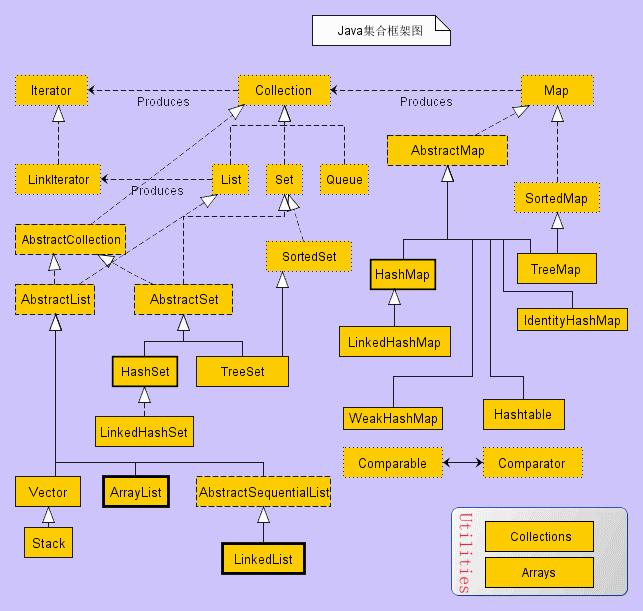 Java集合框架图
Iterator
Produces
Collection
Produces
Map
AbstractMap
LinkIterator
Produces
List
Set
Queue
SortedMap
AbstractCollection
SortedSet
HashMap
TreeMap
AbstractList
AbstractSet
IdentityHashMap
LinkedHashMap
HashSet
TreeSet
WeakHashMap
Hashtable
LinkedHashSet
Comparable
Comparator
Vector
ArrayList
AbstractSequentialList
Stack
LinkedList
Utilities
Collections
Arrays